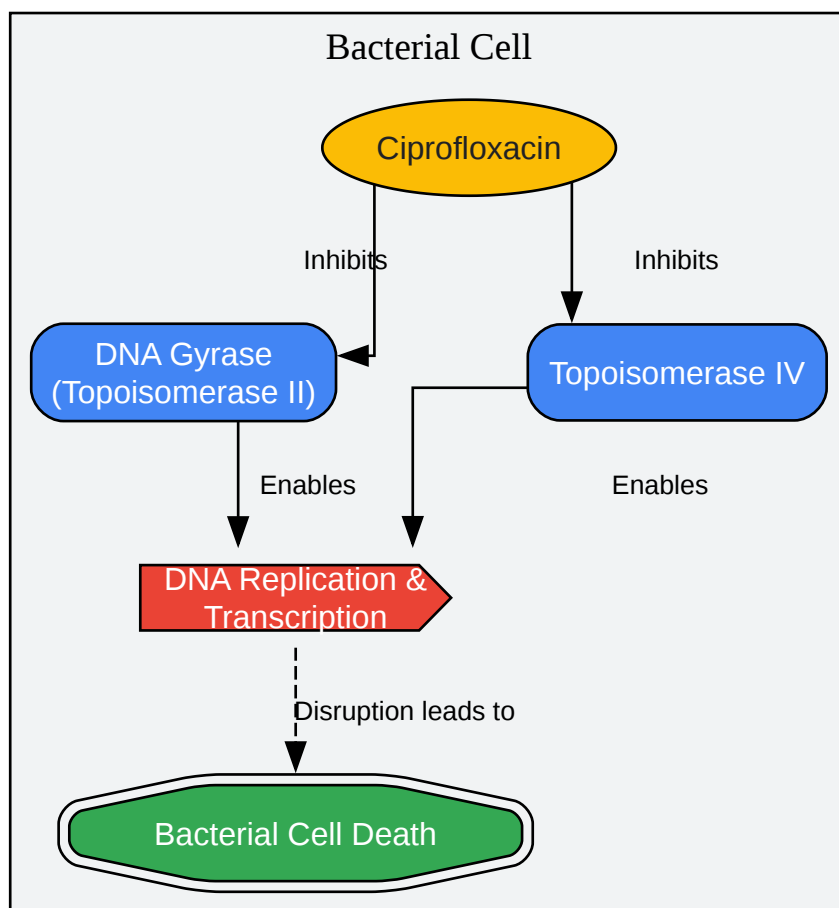 Bacterial Cell
Ciprofloxacin
Inhibits
Inhibits
DNA Gyrase
(Topoisomerase II)
Topoisomerase IV
Enables
Enables
DNA Replication &
Transcription
Disruption leads to
Bacterial Cell Death